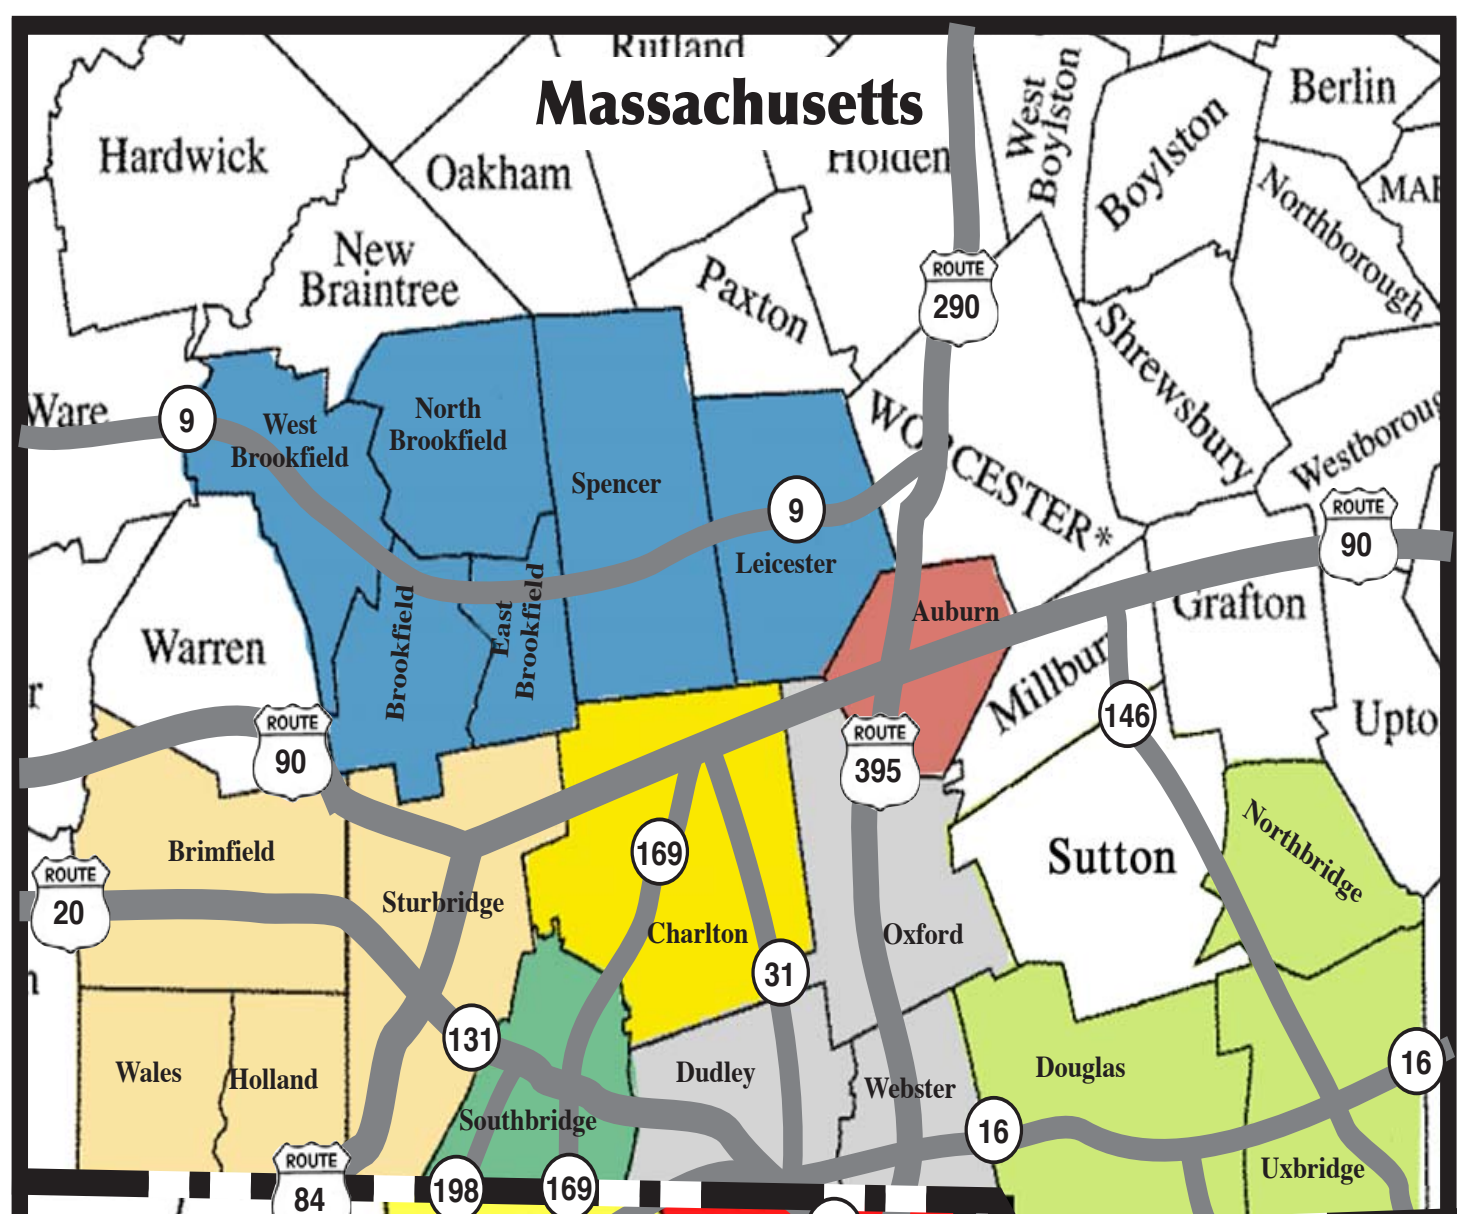 Rutland
Massachusetts
Hardwick
Oakham
Holden
West
Boylston
Boylston
Berlin
Northborough
New
Braintree
Paxton
ROUTE
290
Shrewsbury
Ware
9
West
Brookfield
North
Brookfield
Spencer
9
Leicester
WORCESTER*
Westboroug
ROUTE
90
Warren
Brookfield
East
Brookfield
Auburn
Grafton
Millbur
146
Upto
r
ROUTE
90
ROUTE
395
Brimfield
169
Sutton
Northbridge
ROUTE
20
Sturbridge
Charlton
Oxford
31
131
Wales
Holland
Dudley
Webster
Douglas
16
Southbridge
16
Uxbridge
ROUTE
84
198
169